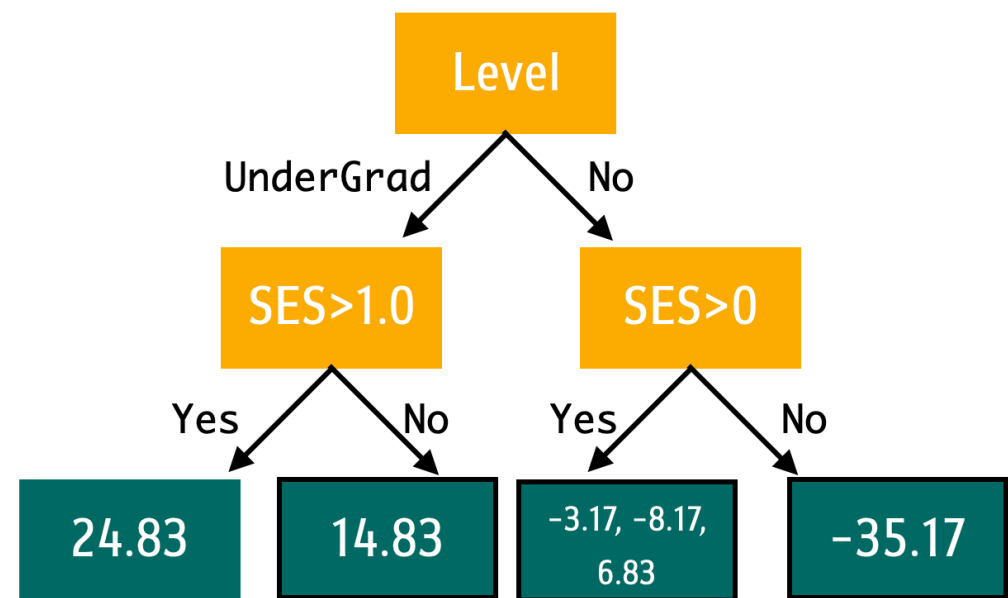 Level
UnderGrad
No
SES>1.0
SES>0
Yes
No
Yes
No
24.83
14.83
-3.17, -8.17,
6.83
-35.17